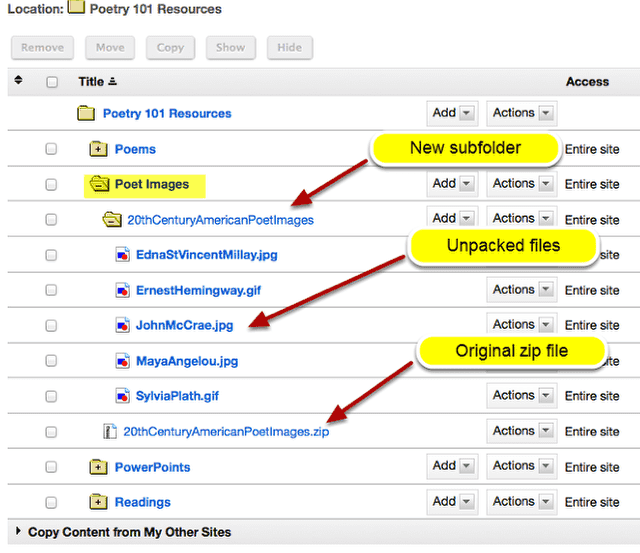 Location: Poetry 101 Resources
Remove Move Copy Show Hide
Title Access
Poetry 101 Resources Add Actions
Poems Entire site
New subfolder
Poet Images Add Actions Entire site
20thCenturyAmericanPoetImages Add Actions Entire site
EdnaStVincentMillay.jpg site
Unpacked files
ErnestHemingway.gif Actions Entire site
JohnMcCrae.jpg Actions Entire site
MayaAngelou.jpg Entire site
Original zip file
SylviaPlath.gif Actions Entire site
20thCenturyAmericanPoetImages.zip Actions Entire site
PowerPoints Add Actions Entire site
Readings Add Actions Entire site
Copy Content from My Other Sites